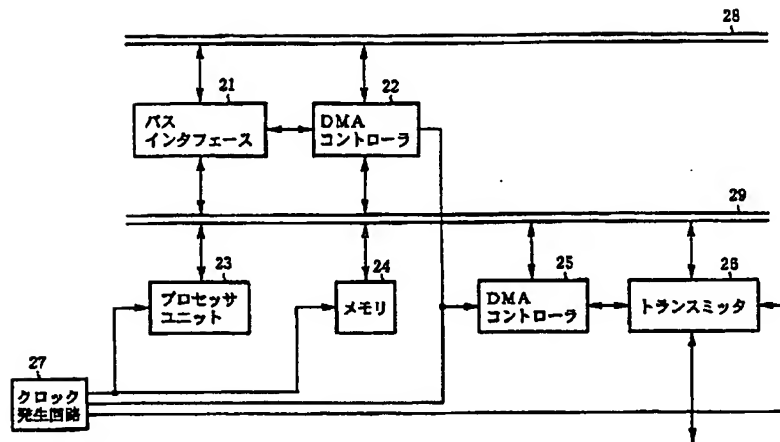 28
21
バス
インタフェース
22
DMA
コントローラ
29
23
プロセッサ
ユニット
24
メモリ
25
DMA
コントローラ
26
トランスミッタ
27
クロック
発生回路